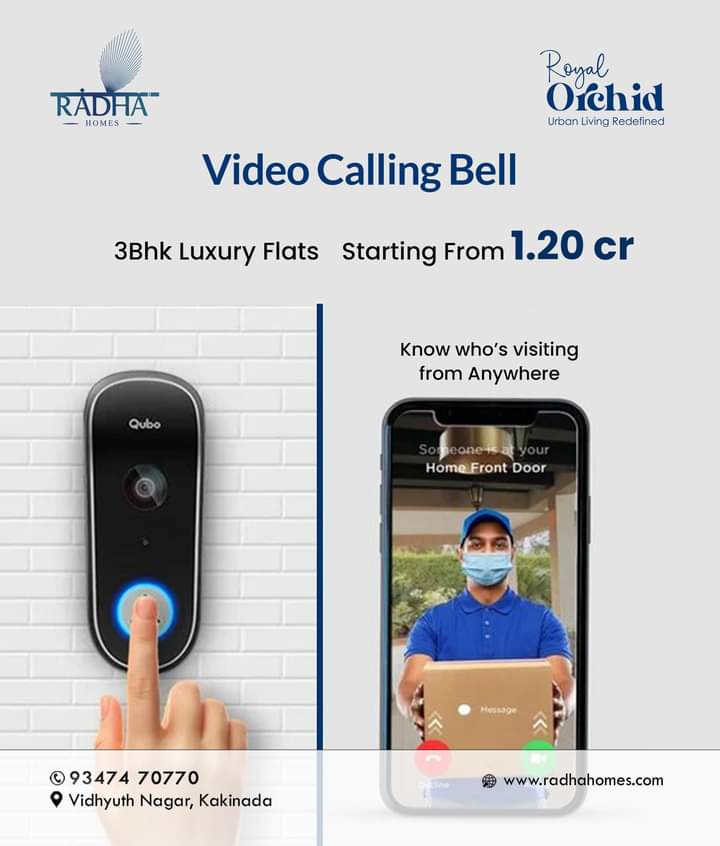 RADHA
HOMES
Royal
Orchid
Urban Living Redefined
Video Calling Bell
3Bhk Luxury Flats Starting From 1.20 cr
Know who's visiting
from Anywhere
Qubo
Someone is at your
Home Front Door
Message
Decline
93474 70770
Vidhyuth Nagar, Kakinada
www.radhahomes.com